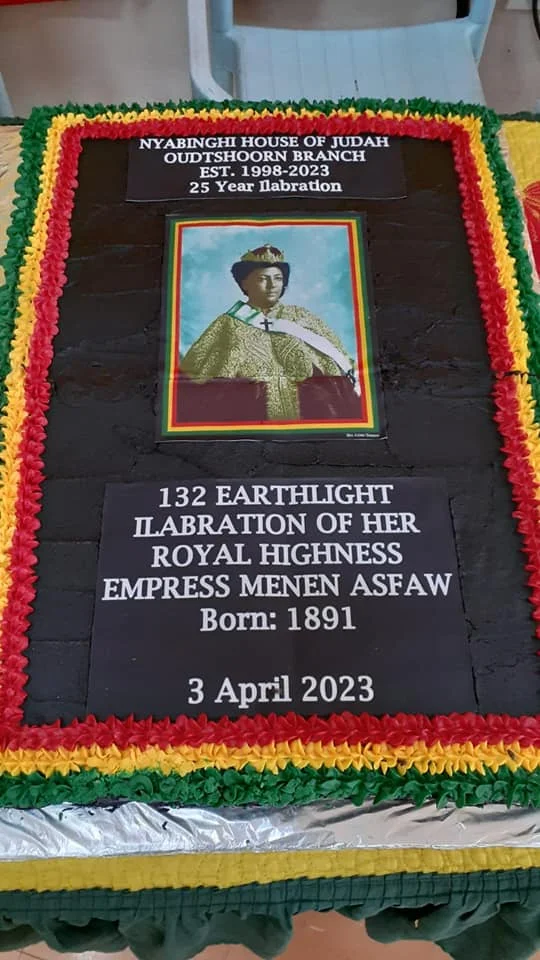 NYABINGHI HOUSE OF JUDAH
OUDTSHOORN BRANCH
EST. 1998-2023
25 Year Ilabration
132 EARTHLIGHT
ILABRATION OF HER
ROYAL HIGHNESS
EMPRESS MENEN ASFAW
Born: 1891
3 April 2023